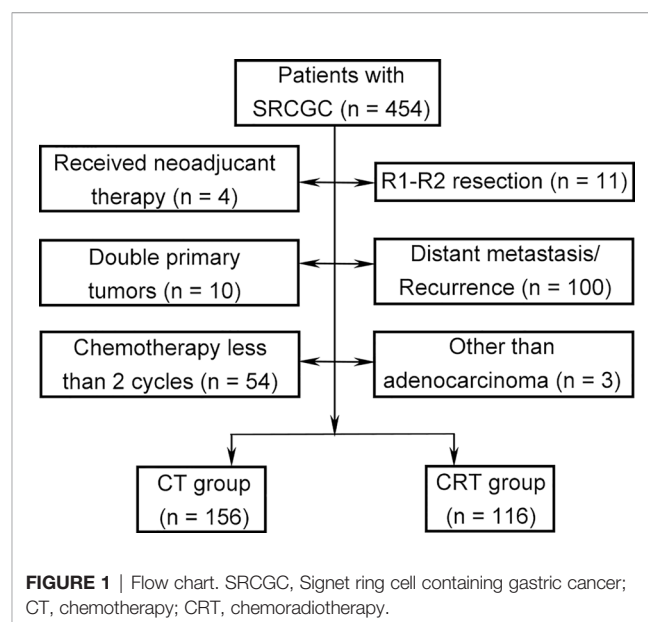 Patients with
SRCGC (n = 454)
Received neoadjucant
therapy (n = 4)
R1-R2 resection (n = 11)
Double primary
tumors (n = 10)
Distant metastasis/
Recurrence (n = 100)
Chemotherapy less
than 2 cycles (n = 54)
Other than
adenocarcinoma (n = 3)
CT group
(n = 156)
CRT group
(n = 116)
FIGURE 1 | Flow chart. SRCGC, Signet ring cell containing gastric cancer;
CT, chemotherapy; CRT, chemoradiotherapy.